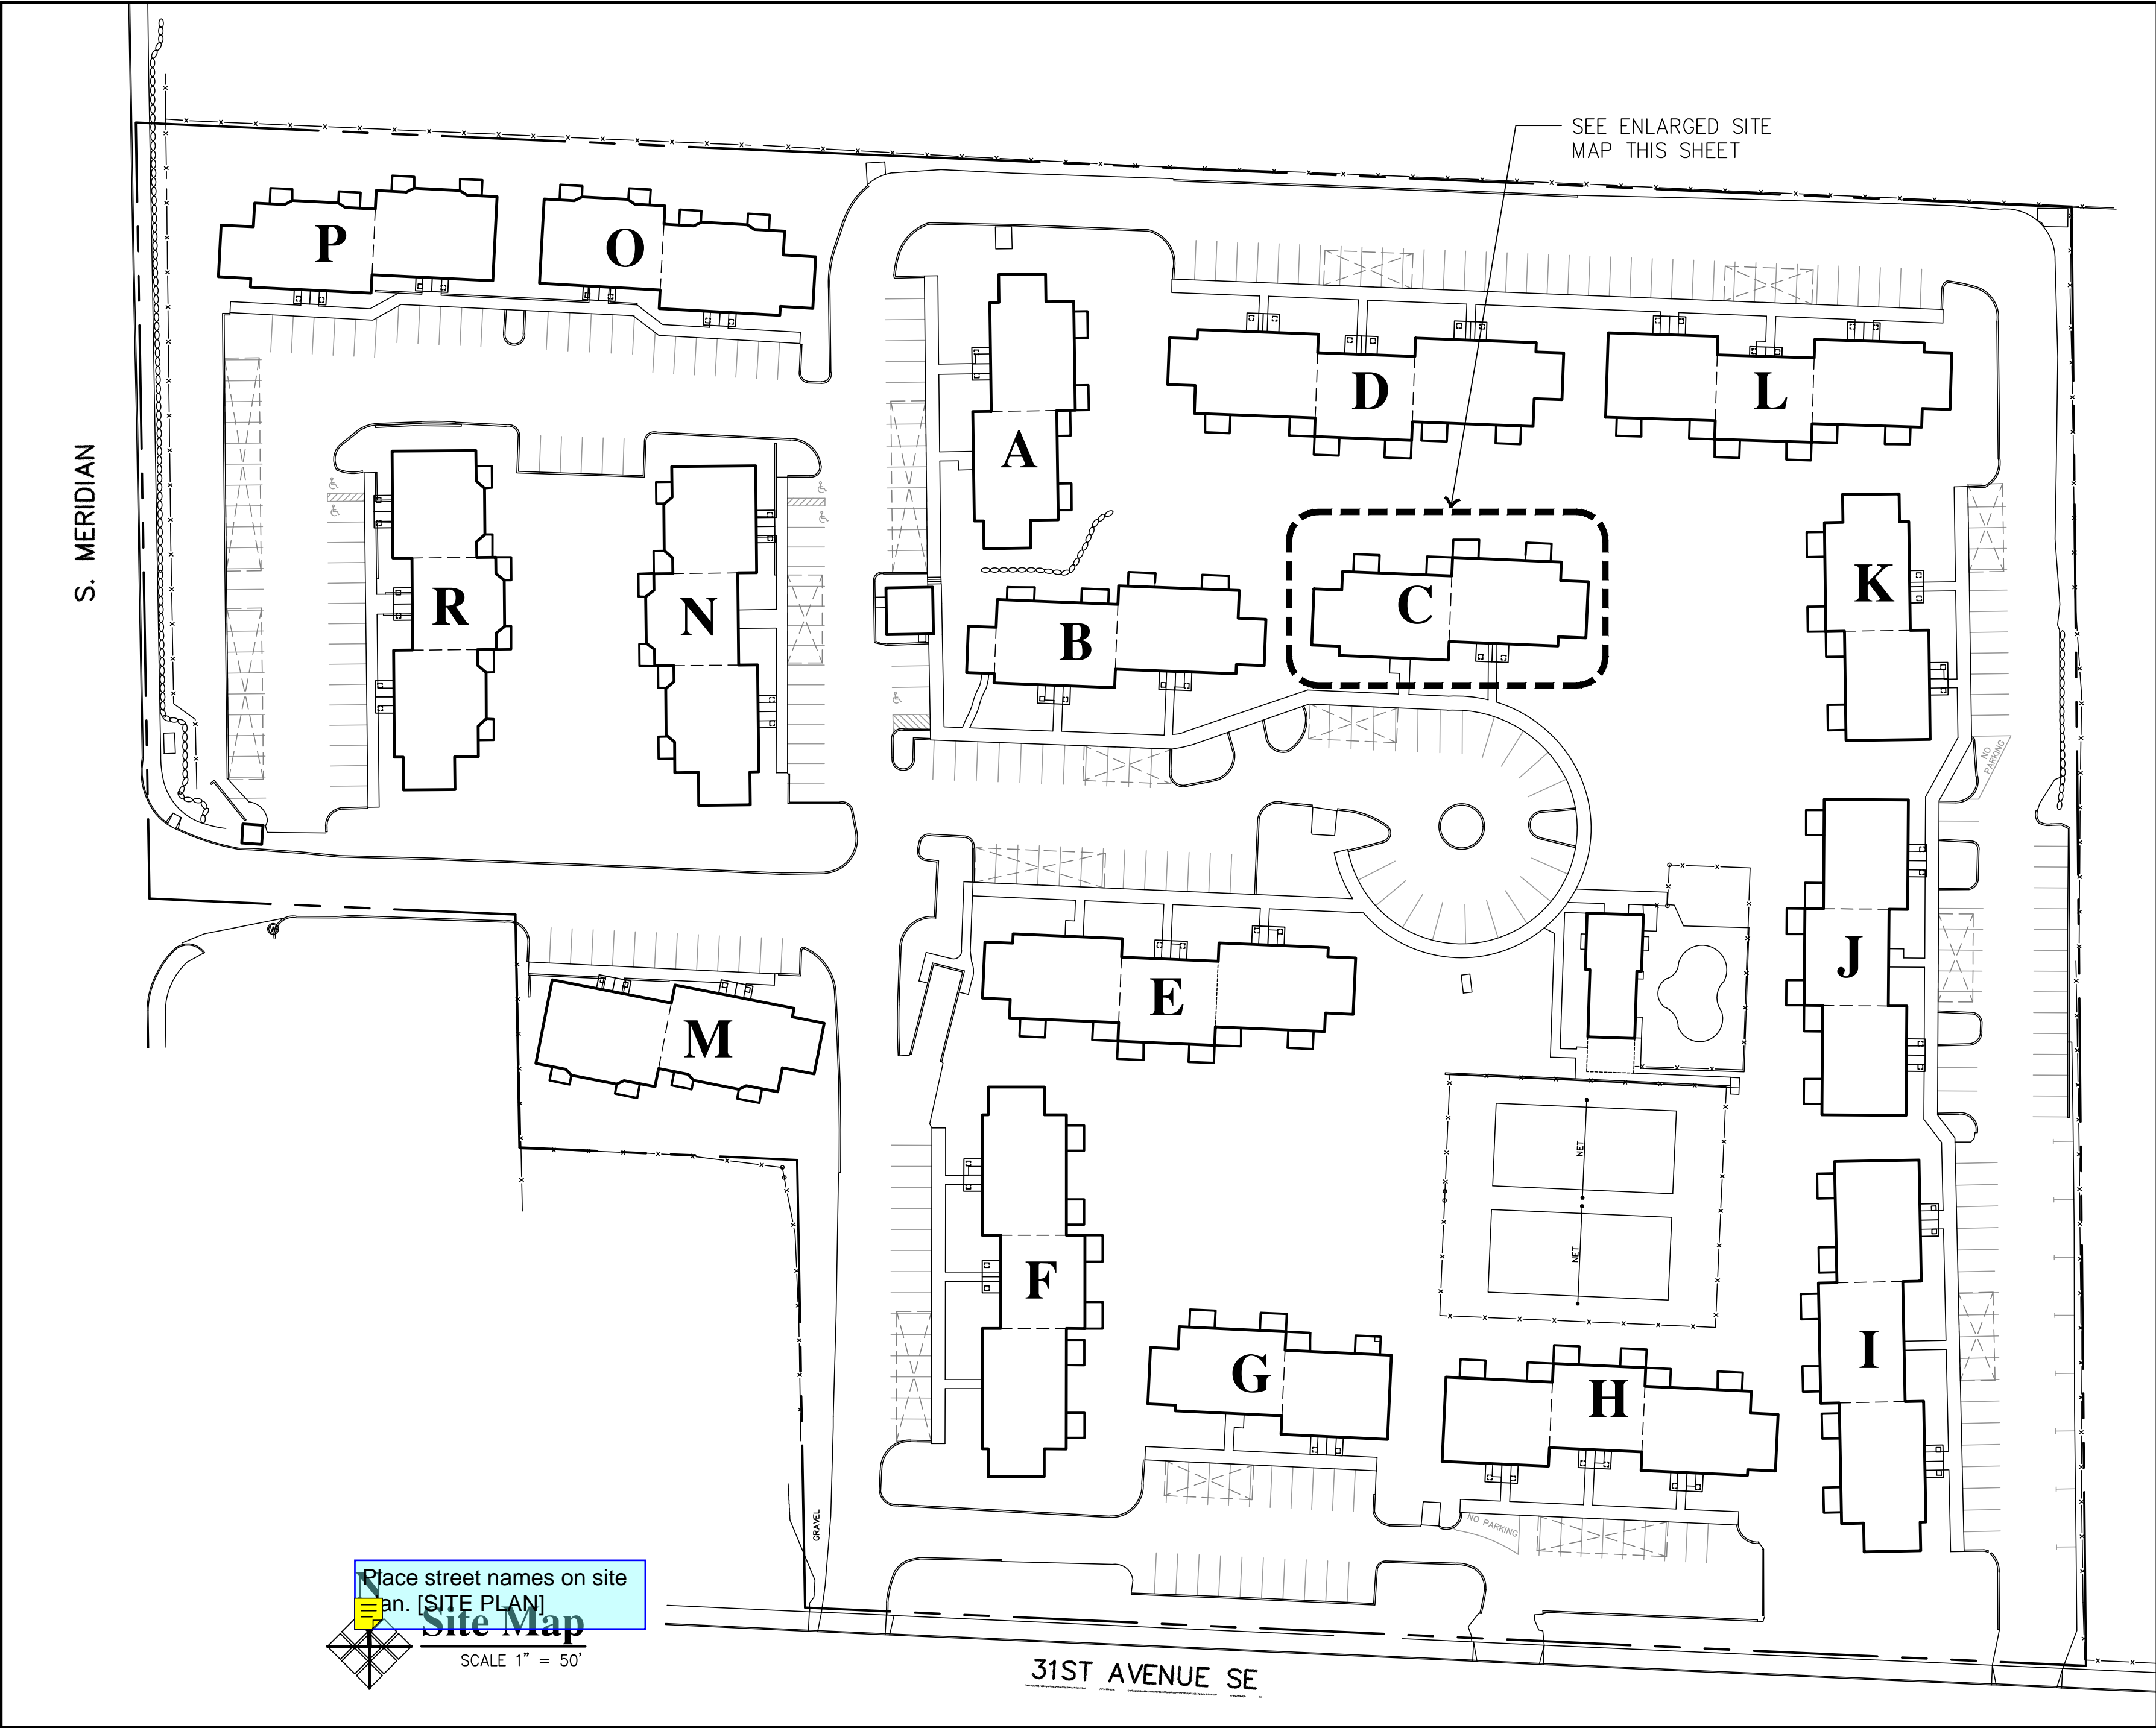 SEE ENLARGED SITE
MAP THIS SHEET
P
O
D
L
A
S. MERIDIAN
R
N
B
C
K
NO
PARKING
E
J
M
NET
NET
F
G
H
I
NO PARKING
GRAVEL
Place street names on site
an. [SITE PLAN]
N
Site Map
SCALE 1" = 50'
31ST AVENUE SE